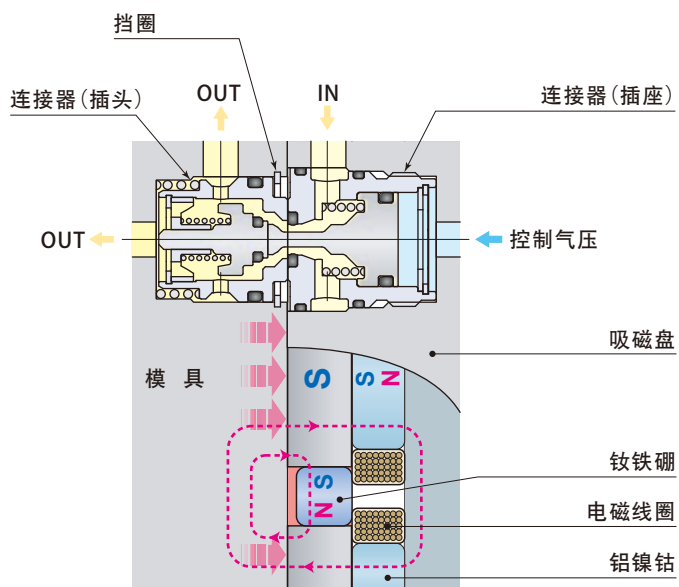 挡圈
连接器（插头）
OUT
IN
连接器（插座）
OUT
控制气压
吸磁盘
模 具
S
S N
S
N
钕铁硼
电磁线圈
铝镍钴